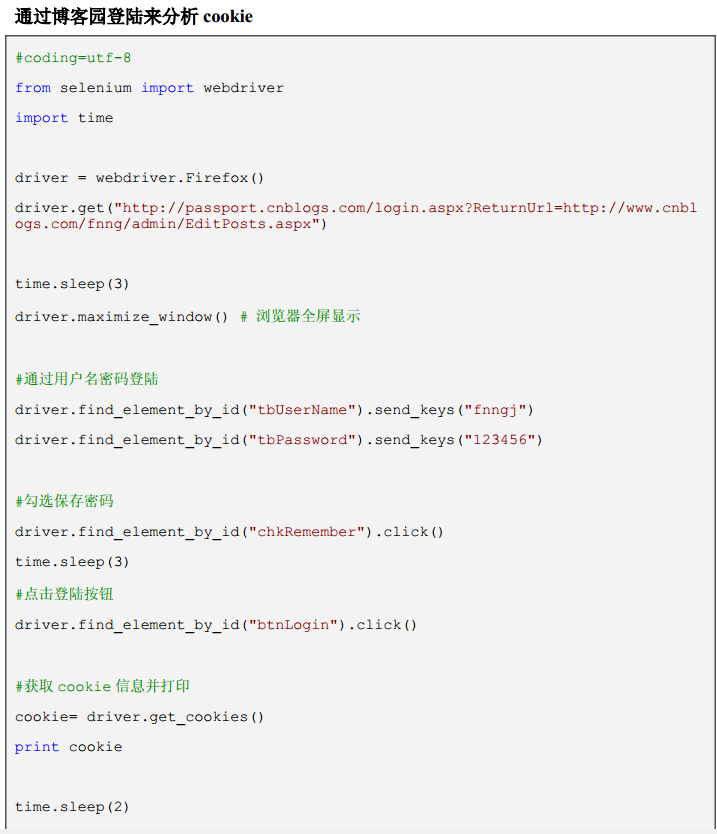 通过博客园登陆来分析 cookie
#coding=utf-8
from selenium import webdriver
import time
driver = webdriver.Firefox()
driver.get("http://passport.cnblogs.com/login.aspx?ReturnUrl=http://www.cnbl
ogs.com/fnng/admin/EditPosts.aspx")
time.sleep(3)
driver.maximize_window() # 浏览器全屏显示
#通过用户名密码登陆
driver.find_element_by_id("tbUserName").send_keys("fnngj")
driver.find_element_by_id("tbPassword").send_keys("123456")
#勾选保存密码
driver.find_element_by_id("chkRemember").click()
time.sleep(3)
#点击登陆按钮
driver.find_element_by_id("btnLogin").click()
#获取 cookie 信息并打印
cookie= driver.get_cookies()
print cookie
time.sleep(2)